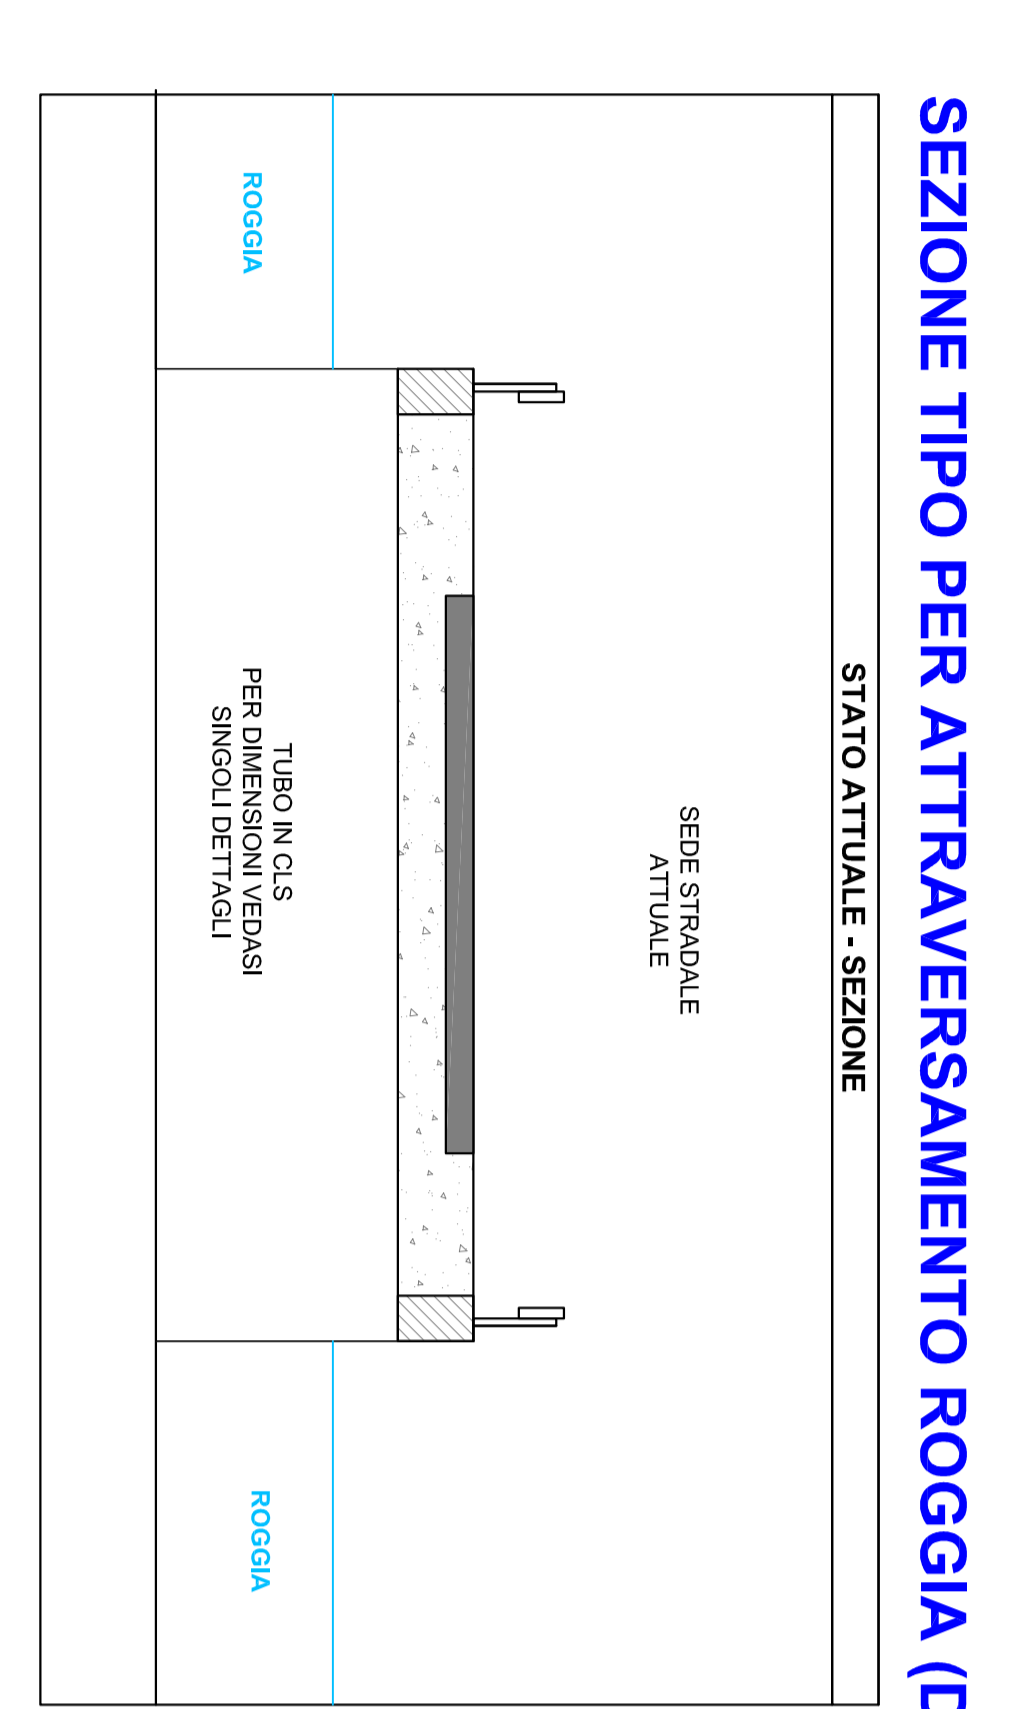 SEZIONE TIPO PER ATTRAVERSAMENTO ROGGIA (D
STATO ATTUALE - SEZIONE
SEDE STRADALE
ATTUALE
ROGGIA
TUBO IN CLS
PER DIMENSIONI VEDASI
SINGOLI DETTAGLI
ROGGIA